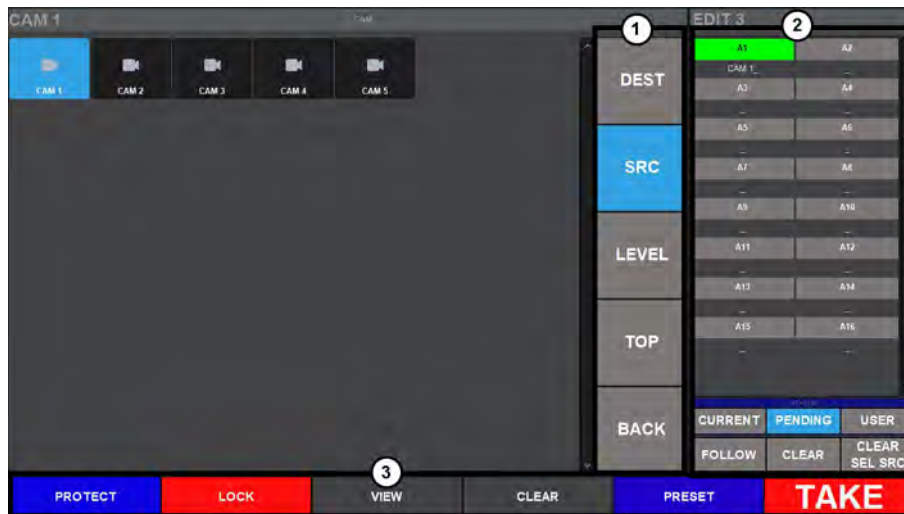 CAM 1
CAM
EDIT 3
1
2
CAM 1
CAM 2
CAM 3
CAM 4
CAM 5
DEST
SRC
LEVEL
TOP
BACK
A1
A2
CAM 1_
A3
A4
A5
A6
A7
A8
A9
A10
A11
A12
A13
A14
A15
A16
CURRENT
PENDING
USER
FOLLOW
CLEAR
CLEAR
SEL SRC
3
PROTECT
LOCK
VIEW
CLEAR
PRESET
TAKE